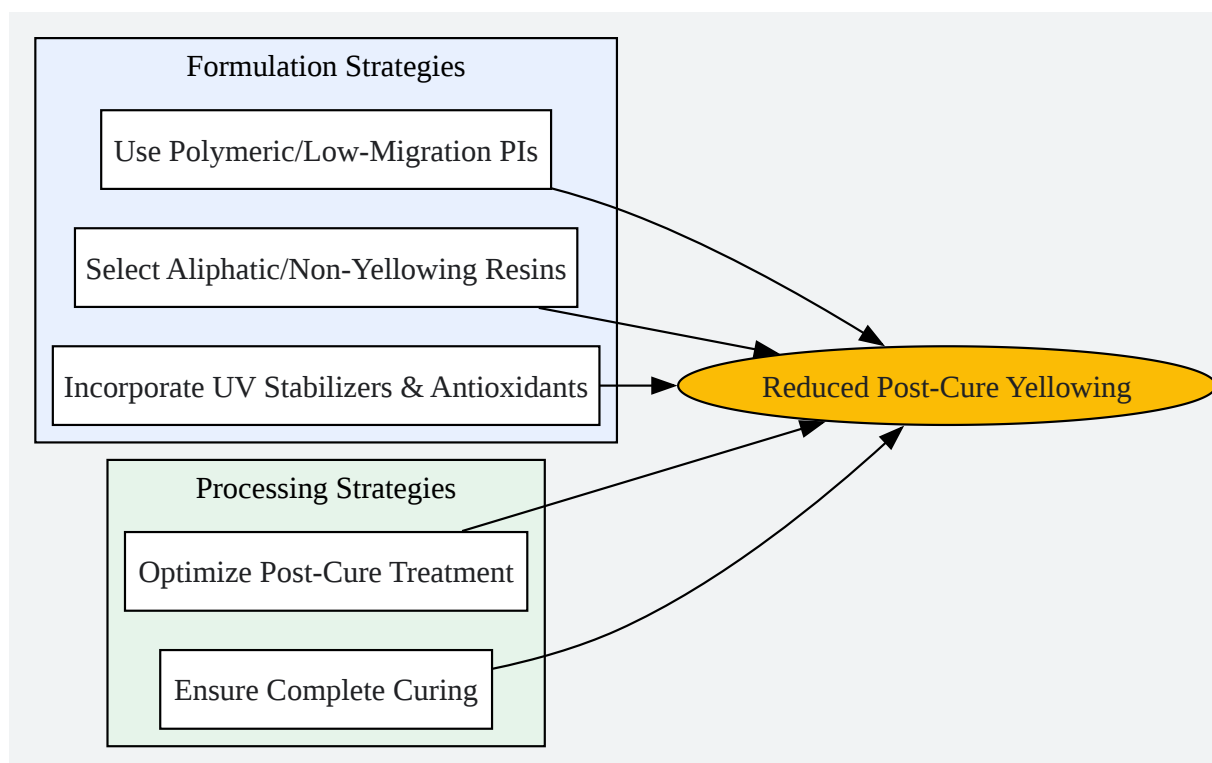 Formulation Strategies
Use Polymeric/Low-Migration PIs
Select Aliphatic/Non-Yellowing Resins
Incorporate UV Stabilizers & Antioxidants
Reduced Post-Cure Yellowing
Processing Strategies
Optimize Post-Cure Treatment
Ensure Complete Curing